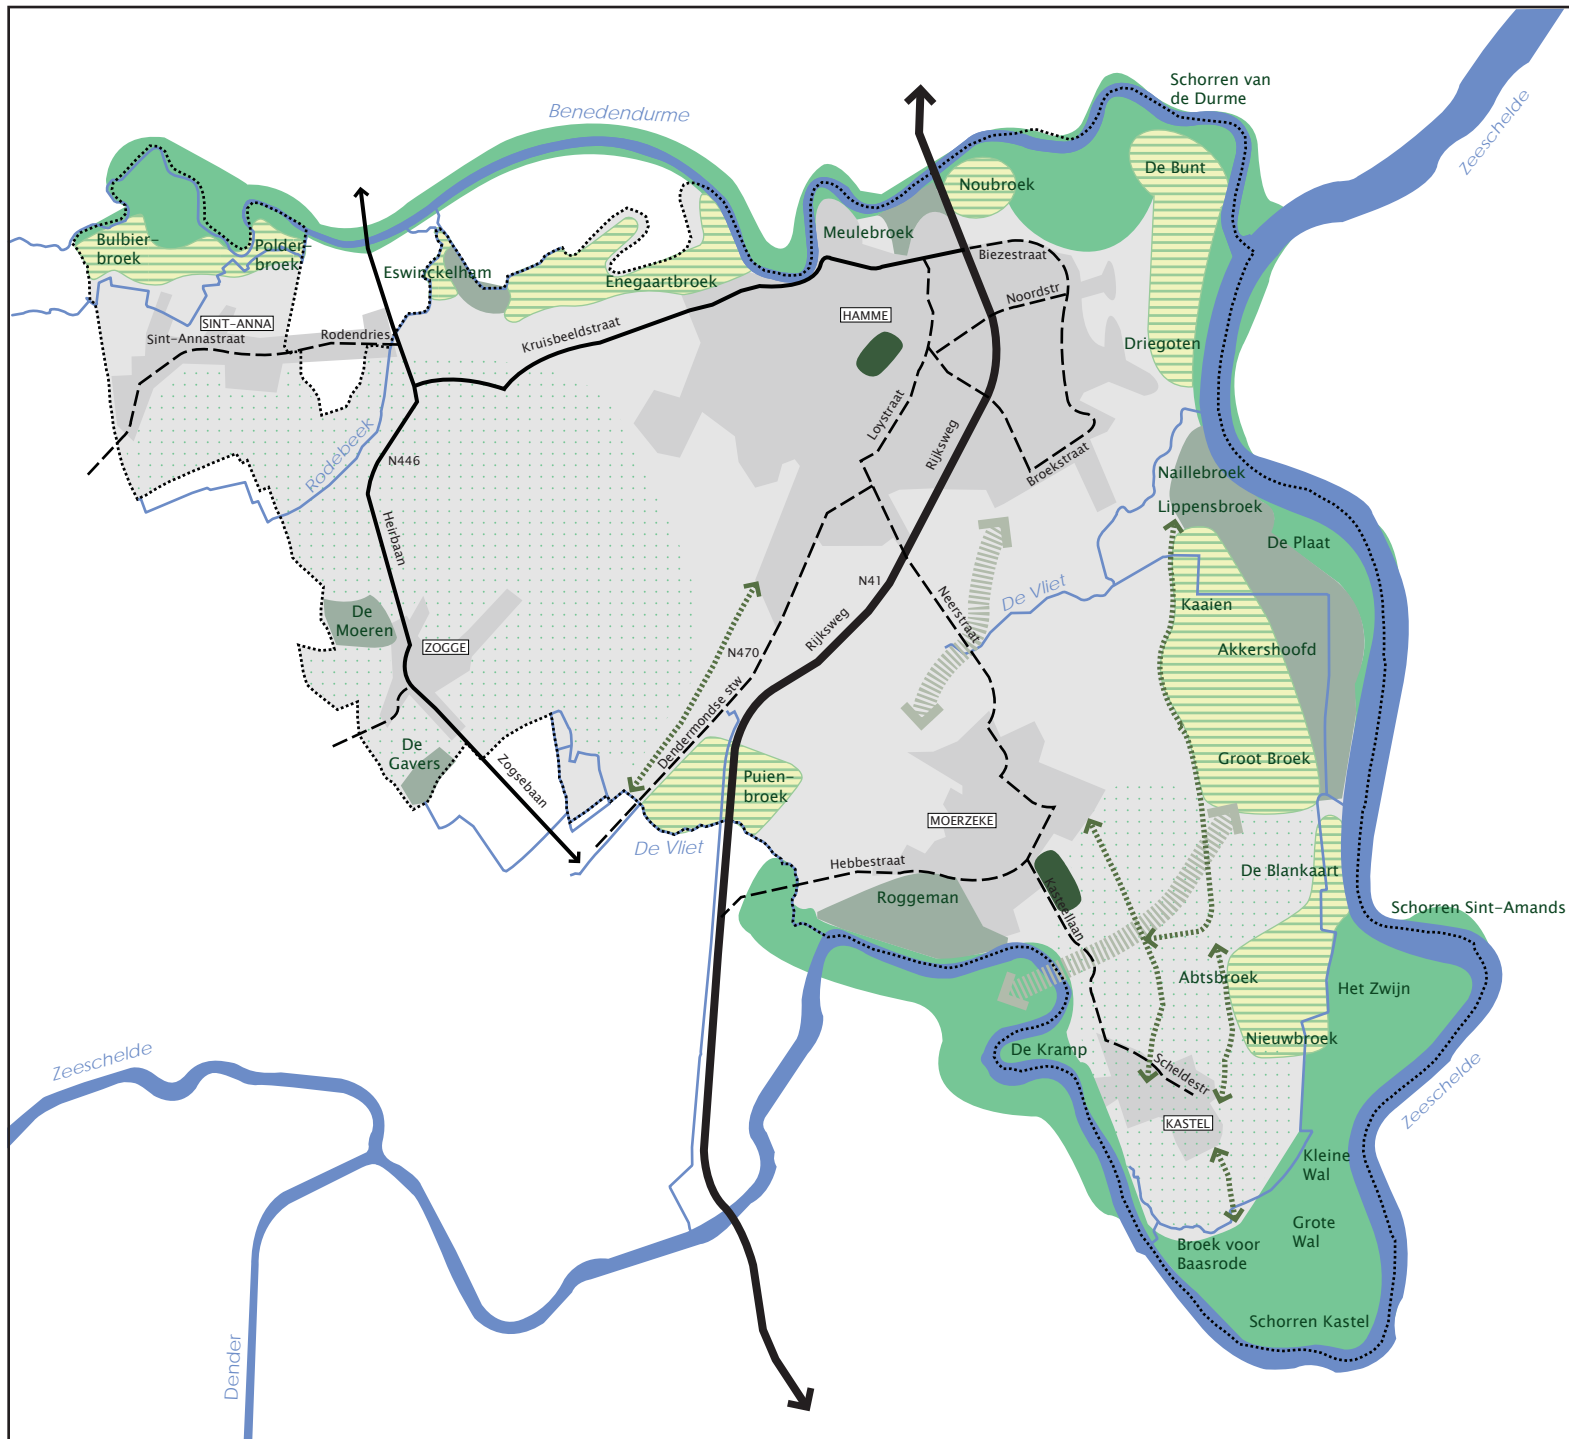 Schorren van
de Durme
Zeeschelde
Benedendurme
De Bunt
Noubroek
Meulebroek
Bulbier-
broek
Polder-
broek
Eswinckelham
Enegaartbroek
Biezestraat
Noordstr
HAMME
SINT-ANNA
Sint-Annastraat
Rodendries
Kruisbeeldstraat
Driegoten
Loystraat
Rijksweg
Broekstraat
Rodebeek
N446
Heirbaan
Naillebroek
Lippensbroek
De Plaat
N41
De Vliet
Neerstraat
Kaaien
De
Moeren
ZOGGE
Rijksweg
N470
Dendermondse stw
Akkershoofd
De
Gavers
Zogsebaan
Puien-
broek
Groot Broek
MOERZEKE
De Vliet
Hebbestraat
De Blankaart
Roggeman
Kasteellaan
Schorren Sint-Amands
Abtsbroek
Het Zwijn
Nieuwbroek
De Kramp
Scheldestr
Zeeschelde
Zeeschelde
KASTEL
Kleine
Wal
Grote
Wal
Broek voor
Baasrode
Schorren Kastel
Dender